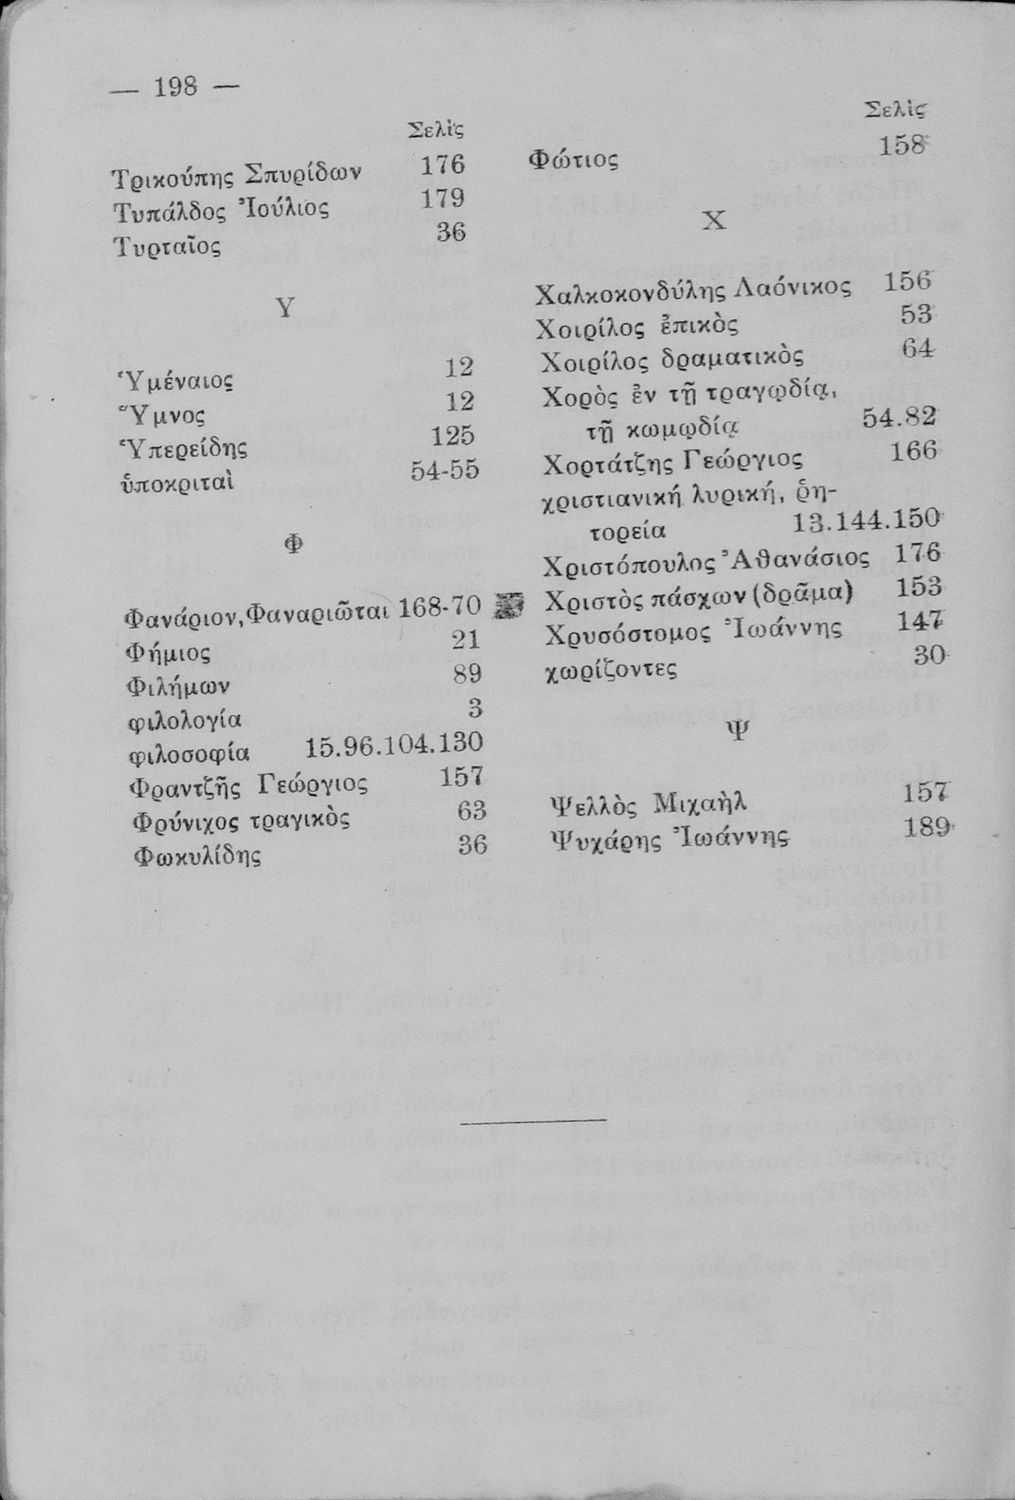 — 198 —
Σελὶς
Τρικούπης Σπυρίδων 176
Τυπάλδος Ἰούλιος 179
Τυρταῖος 36
Υ
Ὑμέναιος 12
Ὕμνος 12
Ὑπερείδης 125
ὑποκριταὶ 54-55
Φ
Φανάριον, Φαναριῶται 168-70
Φήμιος 21
Φιλήμων 89
φιλολογία 3
φιλοσοφία 15.96.104.130
Φραντζῆς Γεώργιος 157
Φρύνιχος τραγικὸς 63
Φωκυλίδης 36
Σελὶς
Φώτιος 158
Χ
Χαλκοκονδύλης Λαόνικος 156
Χοιρίλος ἐπικὸς 53
Χοιρίλος δραματικὸς 64
Χορὸς ἐν τῇ τραγῳδίᾳ,
τῇ κωμῳδίᾳ 54.82
Χορτάτζης Γεώργιος 166
χριστιανική λυρική, ῥη-
τορεία 13.144.150
Χριστόπουλος Ἀθανάσιος 176
Χριστὸς πάσχων (δρᾶμα) 153
Χρυσόστομος Ἰωάννης 147
χωρίζοντες 30
Ψ
Ψελλὸς Μιχαὴλ 157
Ψυχάρης Ἰωάννης 189